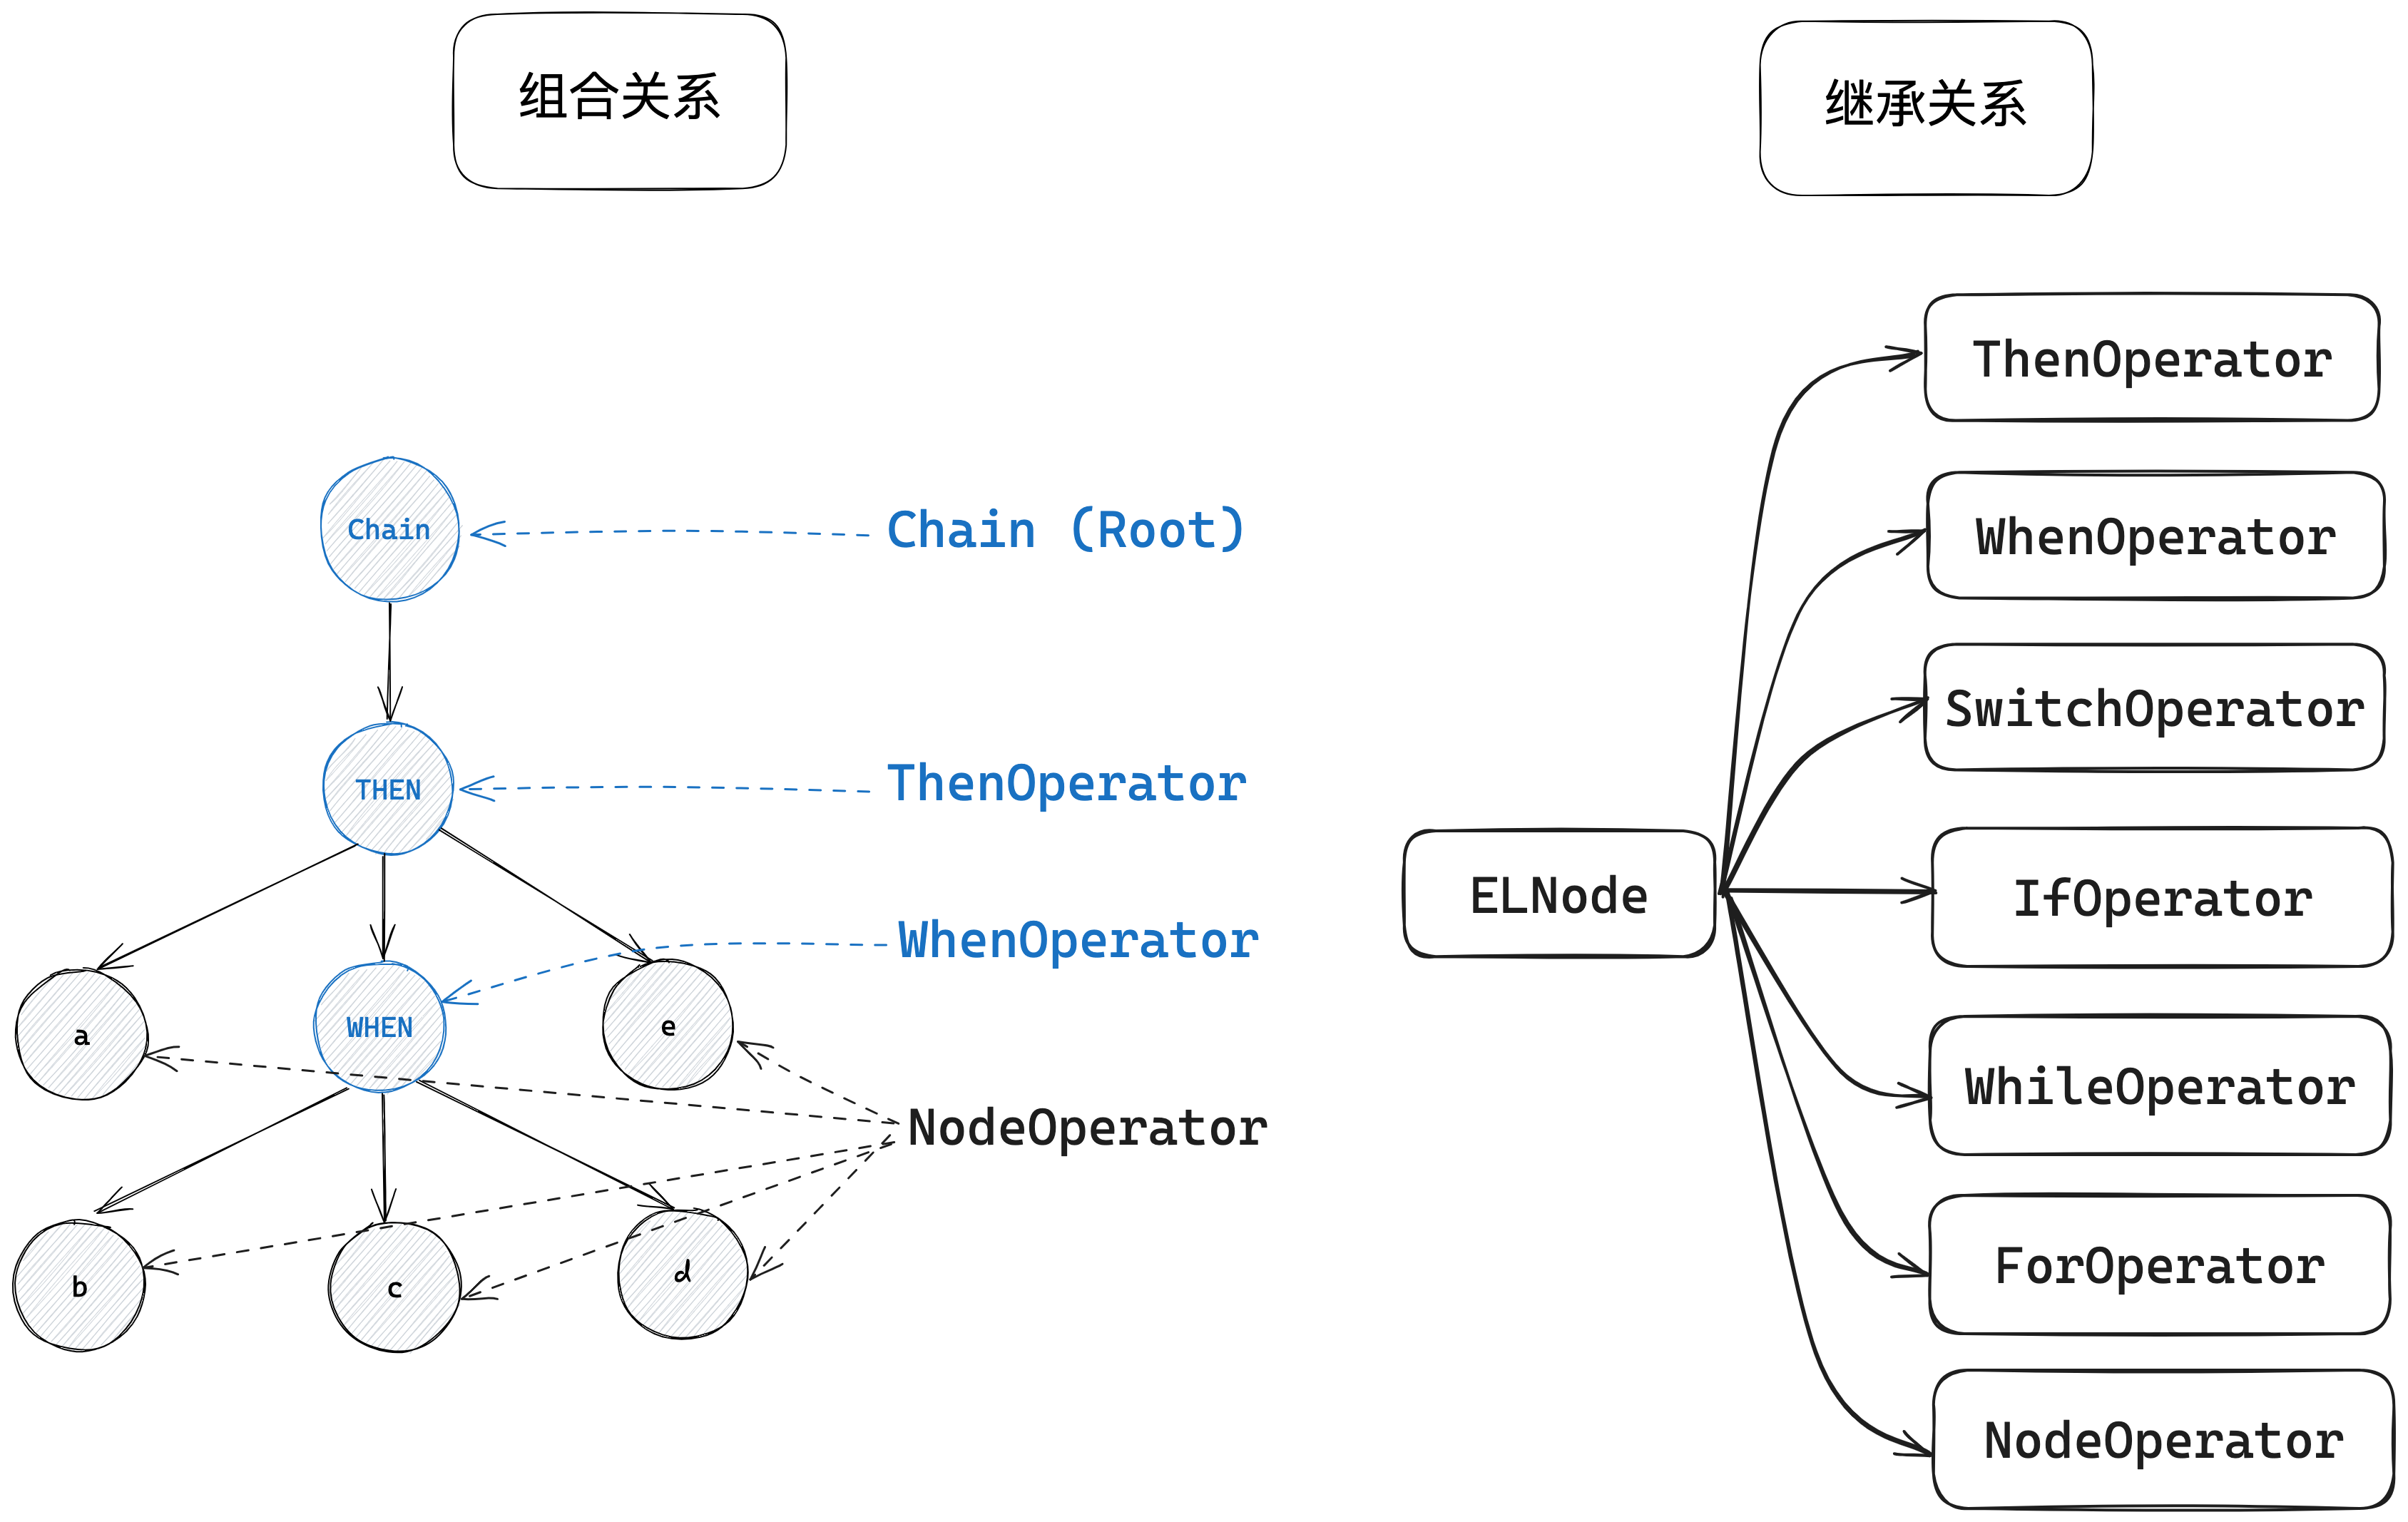 组合关系
继承关系
Chain
Chain (Root)
THEN
ThenOperator
WhenOperator
a
WHEN
e
NodeOperator
b
c
d
ELNode
ThenOperator
WhenOperator
SwitchOperator
IfOperator
WhileOperator
ForOperator
NodeOperator